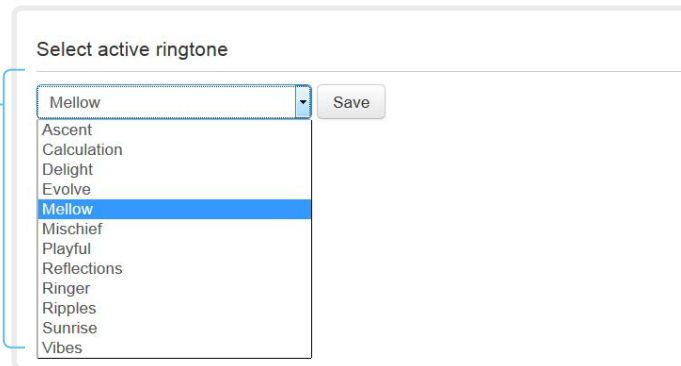 Select active ringtone
Mellow Save
Ascent
Calculation
Delight
Evolve
Mellow
Mischief
Playful
Reflections
Ringer
Ripples
Sunrise
Vibes